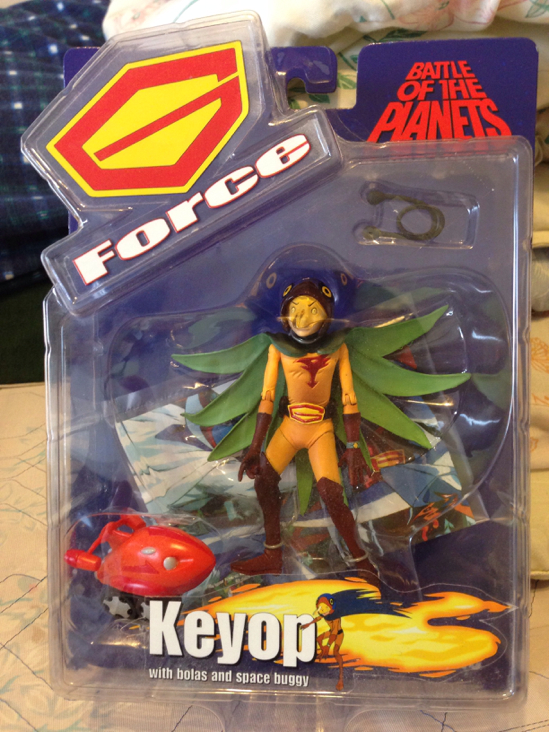 G
Force
BATTLE
OF THE
PLANETS
Keyop
with bolas and space buggy